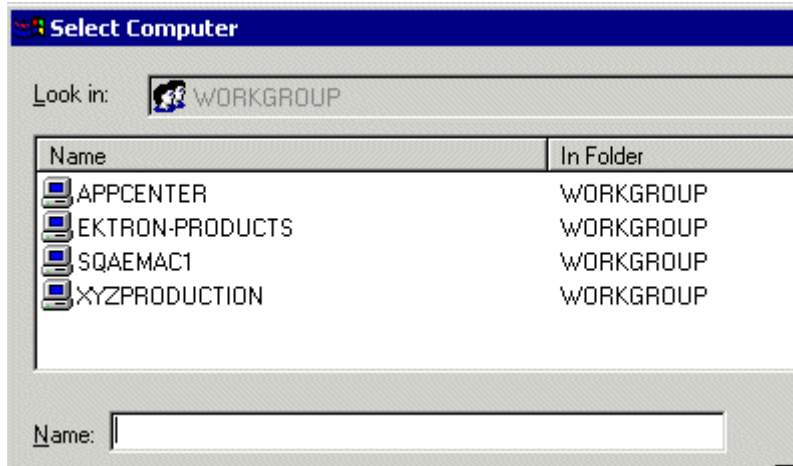 Select Computer
Look in: WORKGROUP
Name In Folder
APPCENTER WORKGROUP
EKTRON-PRODUCTS WORKGROUP
SQAEMAC1 WORKGROUP
XYZPRODUCTION WORKGROUP
Name: